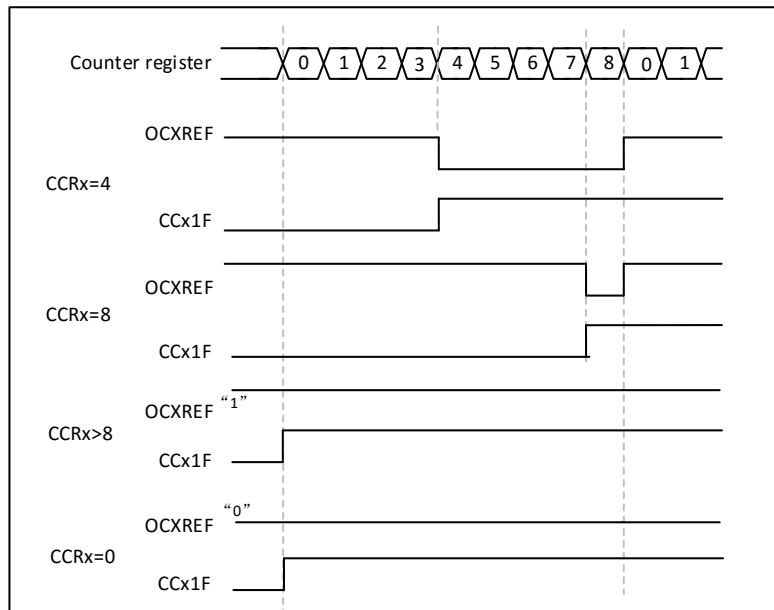 Counter register 0 1 2 3 4 5 6 7 8 0 1
OCXREF
CCRx=4
CCx1F
OCXREF
CCRx=8
CCx1F
OCXREF “1”
CCRx>8
CCx1F
OCXREF “0”
CCRx=0
CCx1F